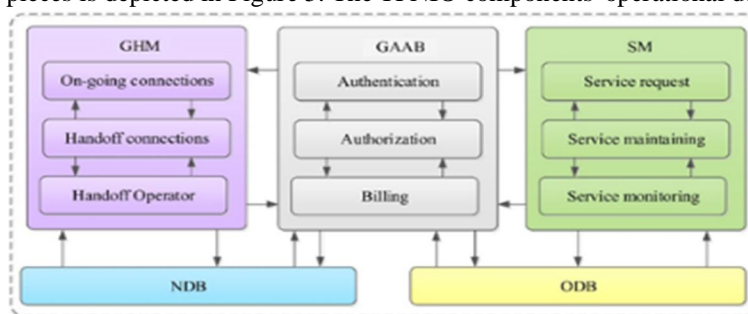 GHM
GAAB
SM
On-going connections
Authentication
Service request
Handoff connections
Authorization
Service maintaining
Handoff Operator
Billing
Service monitoring
NDB
ODB